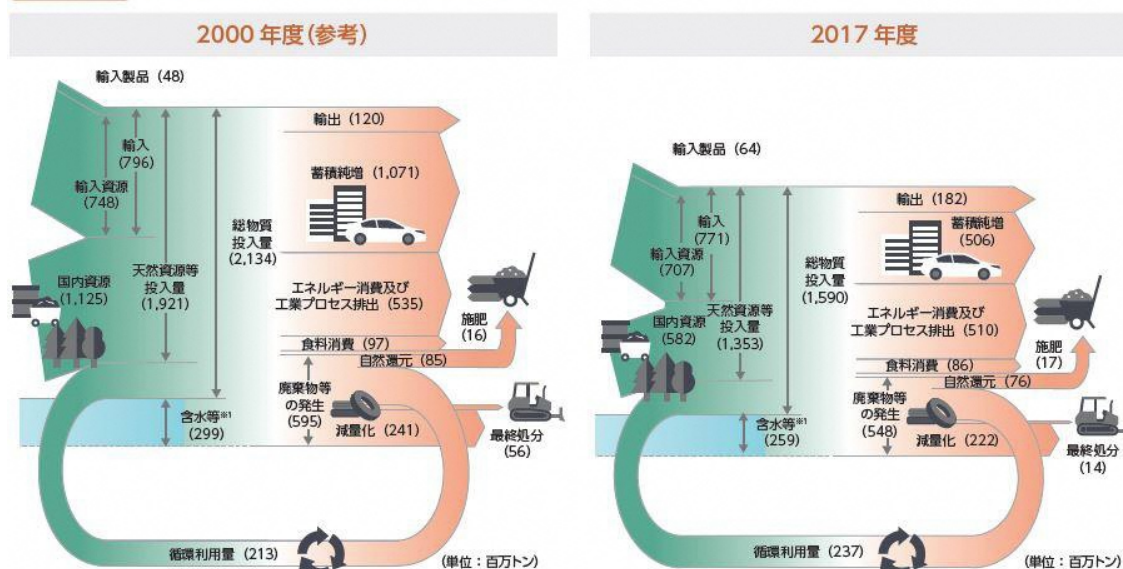 2000 年度(参考)
輸入製品 (48)
輸入
(796)
輸入資源
(748)
国内資源
(1,125)
天然資源等
投入量
(1,921)
総物質
投入量
(2,134)
含水等※1
(299)
輸出 (120)
蓄積純増 (1,071)
エネルギー消費及び
工業プロセス排出 (535)
食料消費 (97)
自然還元 (85)
施肥
(16)
廃棄物等
の発生
(595)
減量化 (241)
最終処分
(56)
循環利用量 (213)
(単位：百万トン)
2017 年度
輸入製品 (64)
輸入
(771)
輸入資源
(707)
国内資源
(582)
天然資源等
投入量
(1,353)
総物質
投入量
(1,590)
含水等※1
(259)
輸出 (182)
蓄積純増
(506)
エネルギー消費及び
工業プロセス排出 (510)
食料消費 (86)
自然還元 (76)
施肥
(17)
廃棄物等
の発生
(548)
減量化 (222)
最終処分
(14)
循環利用量 (237)
(単位：百万トン)